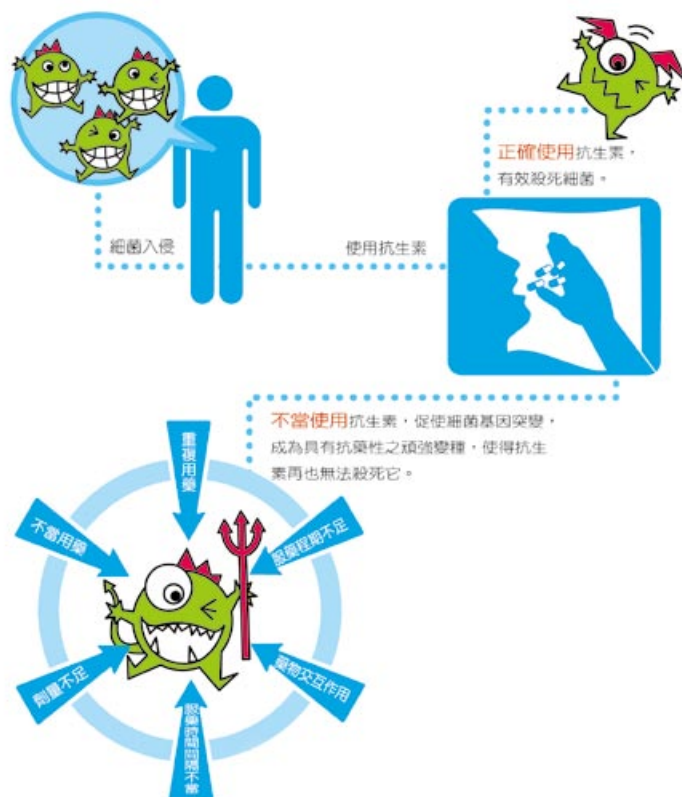 細菌入侵
使用抗生素
正確使用抗生素，
有效殺死細菌。
不當使用抗生素，促使細菌基因突變，
成為具有抗藥性之頑強變種，使得抗生
素再也無法殺死它。
重複用藥
服藥程期不足
藥物交互作用
服藥時間間隔不當
劑量不足
不當用藥